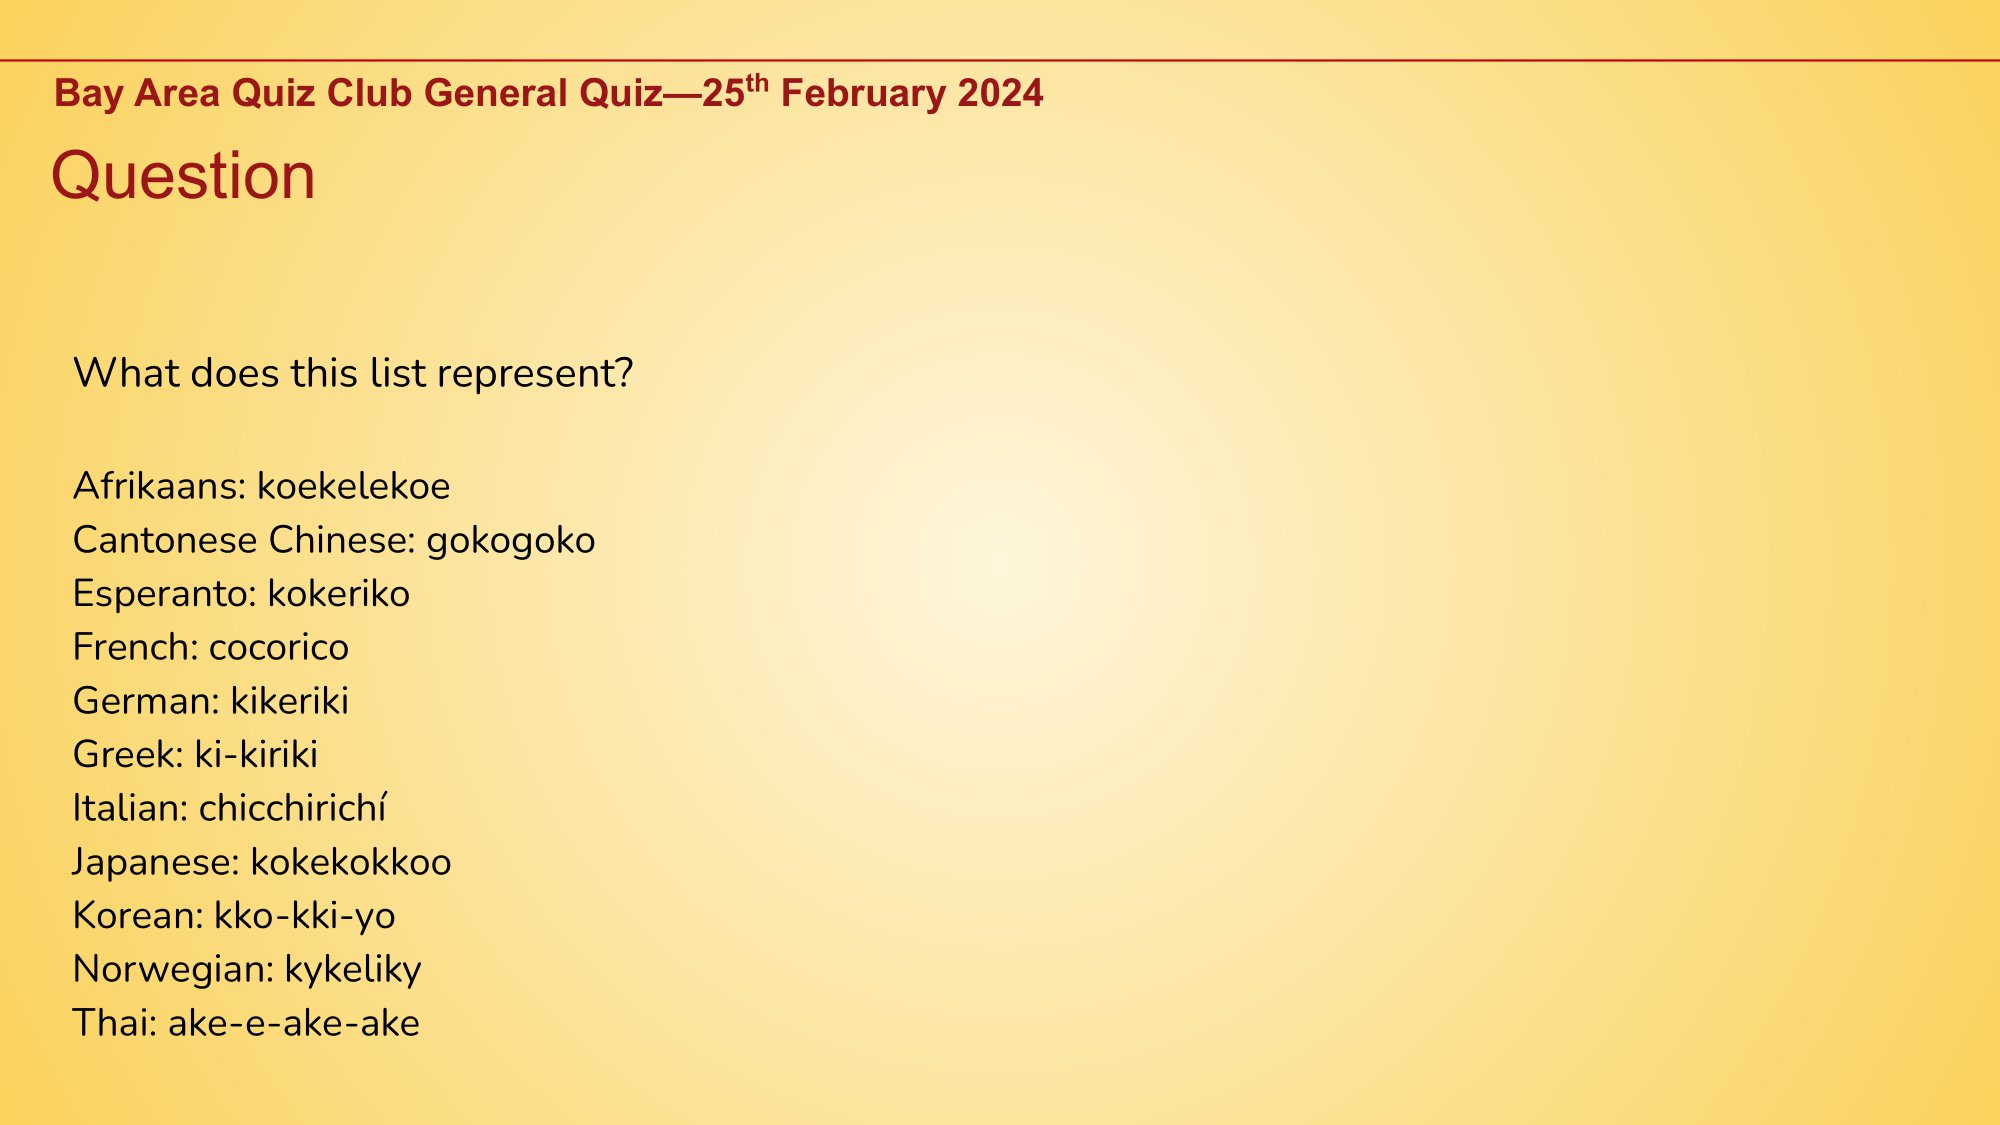 Bay Area Quiz Club General Quiz—25th February 2024
Question
What does this list represent?
Afrikaans: koekelekoe
Cantonese Chinese: gokogoko
Esperanto: kokeriko
French: cocorico
German: kikeriki
Greek: ki-kiriki
Italian: chicchirichí
Japanese: kokekokkoo
Korean: kko-kki-yo
Norwegian: kykeliky
Thai: ake-e-ake-ake